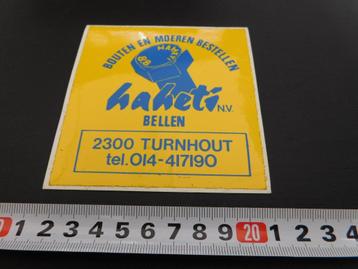 BOUTEN EN MOEREN BESTELLEN
haheti N.V.
BELLEN
2300 TURNHOUT
tel. 014-417190
1 2 3 4 5 6 7 8 9 20 1 2 3 4